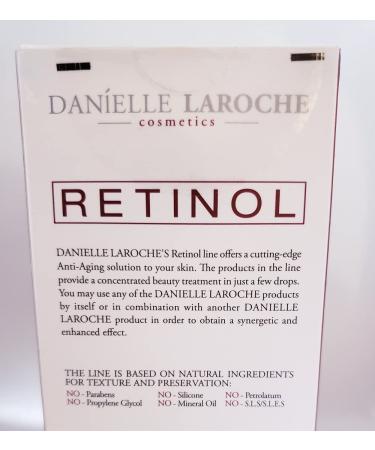 DANÍELLE LAROCHE
cosmetics
RETINOL
DANIELLE LAROCHE'S Retinol line offers a cutting-edge
Anti-Aging solution to your skin. The products in the line
provide a concentrated beauty treatment in just a few drops.
You may use any of the DANIELLE LAROCHE products
by itself or in combination with another DANIELLE
LAROCHE product in order to obtain a synergetic and
enhanced effect.
THE LINE IS BASED ON NATURAL INGREDIENTS
FOR TEXTURE AND PRESERVATION:
NO - Parabens NO - Silicone NO - Petrolatum
NO - Propylene Glycol NO - Mineral Oil NO - S.L.S/S.L.E.S